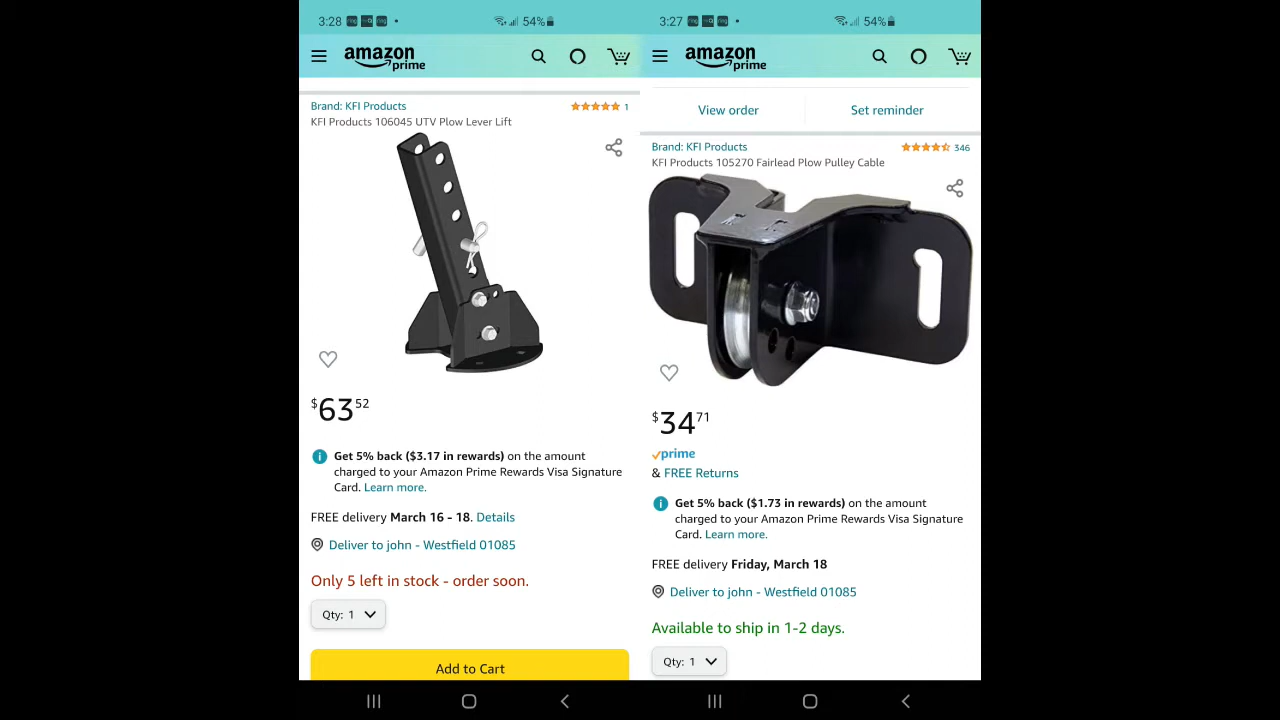 3:28
54%
amazon
prime
Brand: KFI Products
1
KFI Products 106045 UTV Plow Lever Lift
$63 52
Get 5% back ($3.17 in rewards) on the amount
charged to your Amazon Prime Rewards Visa Signature
Card. Learn more.
FREE delivery March 16 - 18. Details
Deliver to john - Westfield 01085
Only 5 left in stock - order soon.
Qty: 1
Add to Cart
3:27
54%
amazon
prime
View order
Set reminder
Brand: KFI Products
346
KFI Products 105270 Fairlead Plow Pulley Cable
$34 71
prime
& FREE Returns
Get 5% back ($1.73 in rewards) on the amount
charged to your Amazon Prime Rewards Visa Signature
Card. Learn more.
FREE delivery Friday, March 18
Deliver to john - Westfield 01085
Available to ship in 1-2 days.
Qty: 1